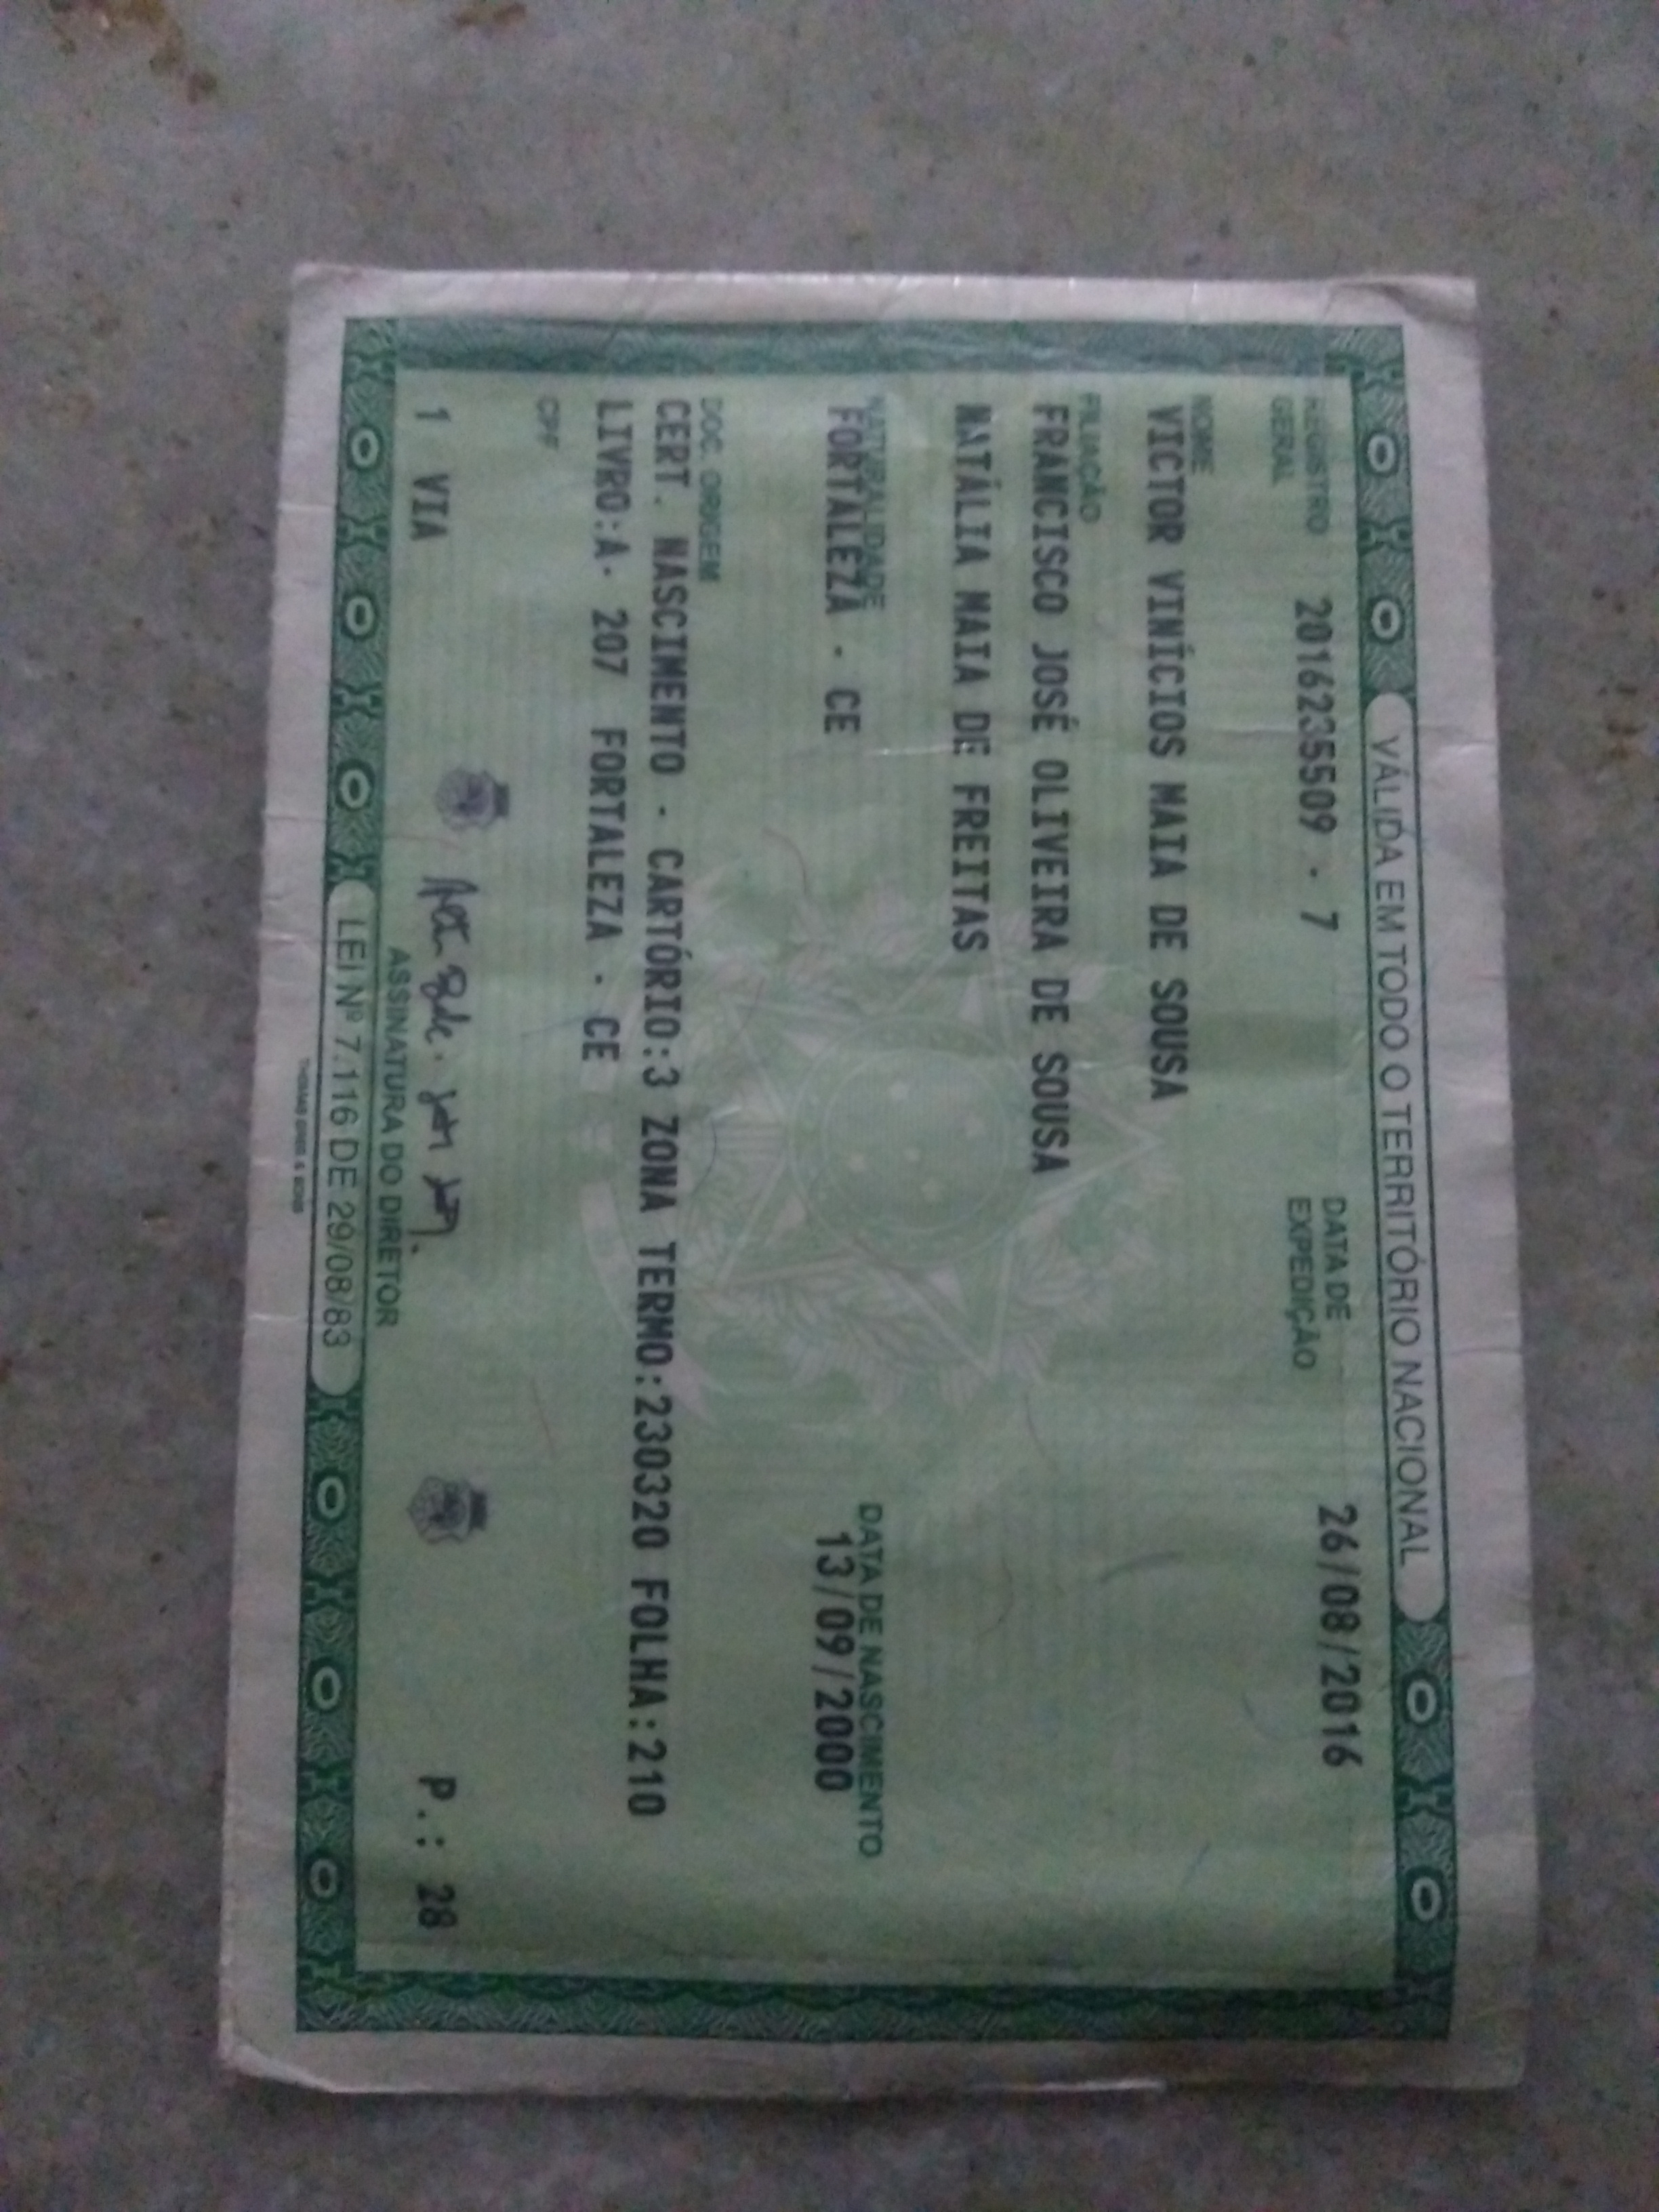 VÁLIDA EM TODO O TERRITÓRIO NACIONAL
REGISTRO GERAL 2016235509 - 7 DATA DE EXPEDIÇÃO 26/08/2016
NOME
VICTOR VINÍCIOS MAIA DE SOUSA
FILIAÇÃO
FRANCISCO JOSÉ OLIVEIRA DE SOUSA
NATÁLIA MAIA DE FREITAS
NATURALIDADE DATA DE NASCIMENTO
FORTALEZA - CE 13/09/2000
DOC. ORIGEM
CERT. NASCIMENTO - CARTÓRIO:3 ZONA TERMO:230320 FOLHA:210
LIVRO:A- 207 FORTALEZA - CE
CPF
1 VIA P.: 28
ASSINATURA DO DIRETOR
LEI Nº 7.116 DE 29/08/83
THOMAS GREG & SONS